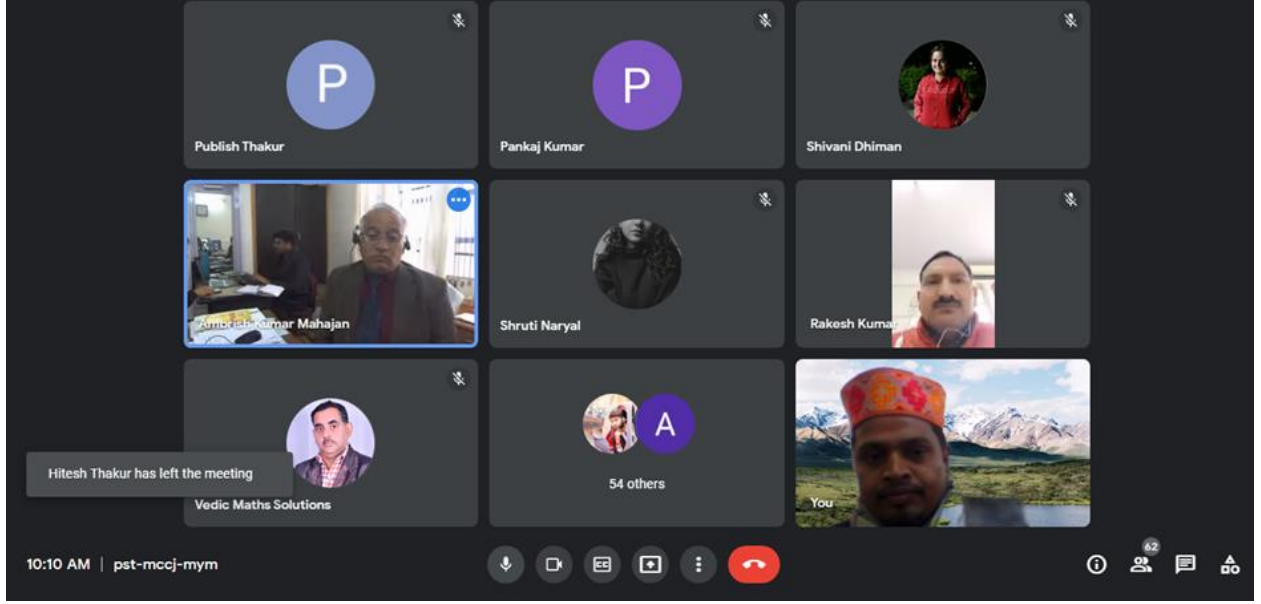 P
Publish Thakur
P
Pankaj Kumar
Shivani Dhiman
Ambrish Kumar Mahajan
Shruti Naryal
Rakesh Kumar
Hitesh Thakur has left the meeting
Vedic Maths Solutions
A
54 others
You
10:10 AM | pst-mccj-mym
CC
62